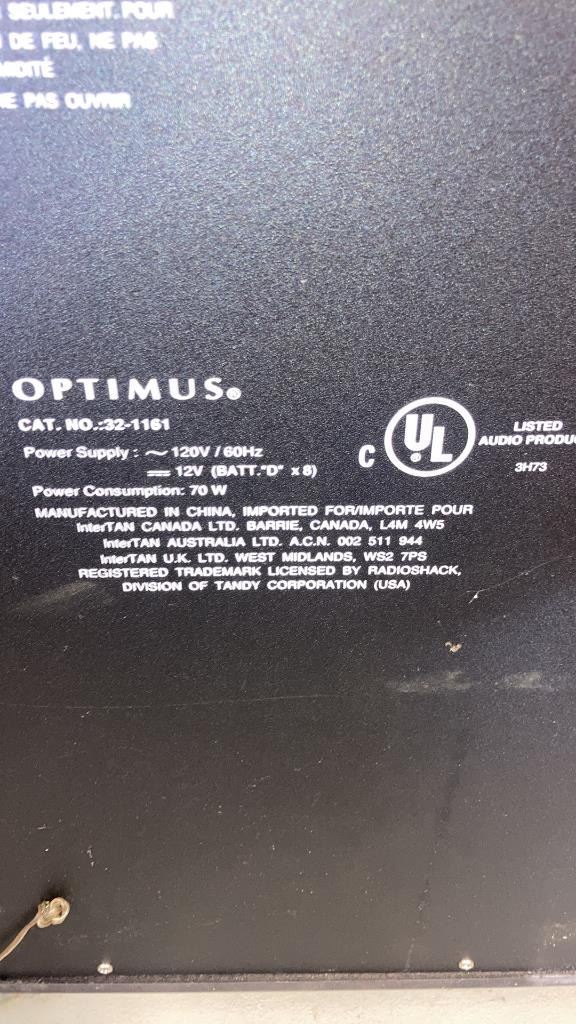 SEULEMENT. POUR
DE FEU, NE PAS
NE PAS OUVRIR
OPTIMUS®
CAT. NO.:32-1161
Power Supply : ~ 120V / 60Hz
⎓ 12V (BATT."D" x 8)
Power Consumption: 70 W
C UL
LISTED
AUDIO
3H73
MANUFACTURED IN CHINA, IMPORTED FOR/IMPORTE POUR
InterTAN CANADA LTD. BARRIE, CANADA, L4M 4W5
InterTAN AUSTRALIA LTD. A.C.N. 002 511 944
InterTAN U.K. LTD. WEST MIDLANDS, WS2 7PS
REGISTERED TRADEMARK LICENSED BY RADIOSHACK,
DIVISION OF TANDY CORPORATION (USA)